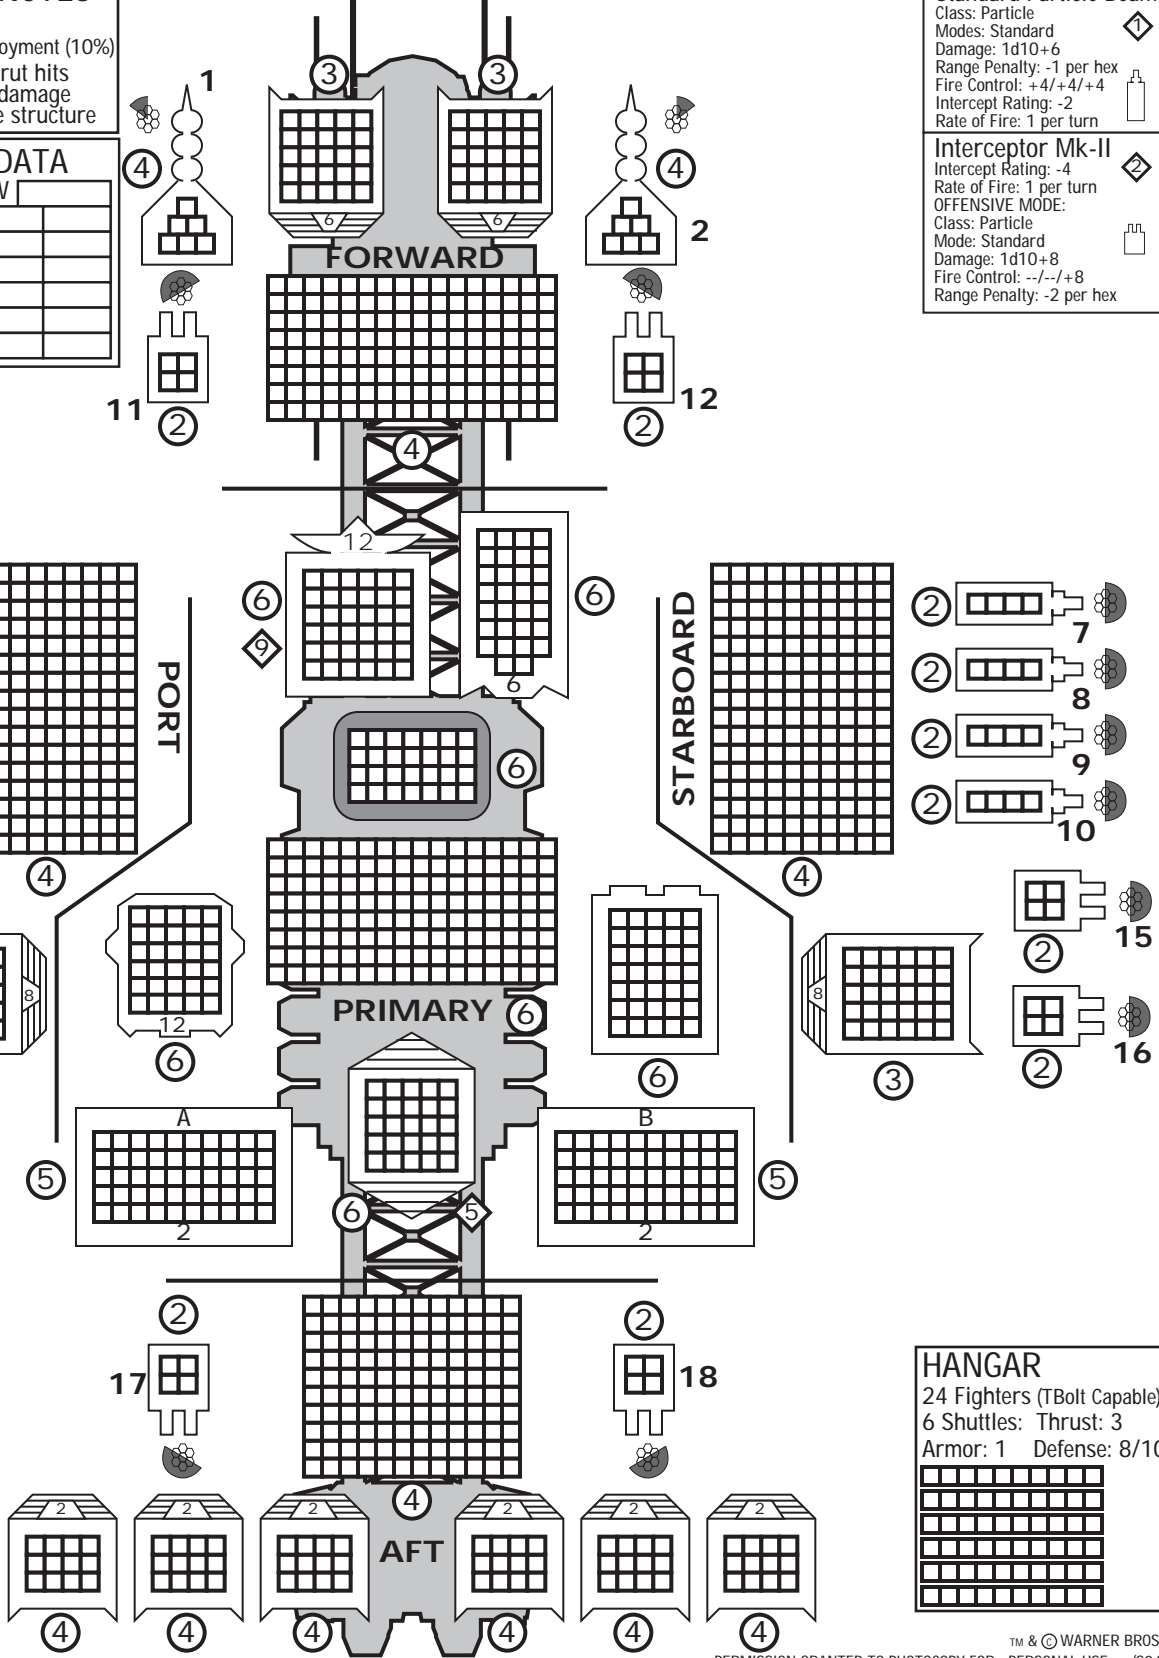 oyment (10%)
rut hits
damage
e structure
DATA
1
4
3
3
4
2
6
6
FORWARD
11
2
12
2
4
Class: Particle
Modes: Standard
Damage: 1d10+6
Range Penalty: -1 per hex
Fire Control: +4/+4/+4
Intercept Rating: -2
Rate of Fire: 1 per turn
1
Interceptor Mk-II
Intercept Rating: -4
Rate of Fire: 1 per turn
OFFENSIVE MODE:
Class: Particle
Mode: Standard
Damage: 1d10+8
Fire Control: --/--/+8
Range Penalty: -2 per hex
2
12
6
9
6
6
6
PORT
STARBOARD
4
4
2
7
2
8
2
9
2
10
2
15
2
16
8
12
6
PRIMARY
6
6
8
3
A
2
5
B
2
5
6
5
2
17
2
18
4
AFT
2
2
2
2
2
2
4
4
4
4
4
4
HANGAR
24 Fighters (TBolt Capable)
6 Shuttles: Thrust: 3
Armor: 1 Defense: 8/10
TM & © WARNER BROS